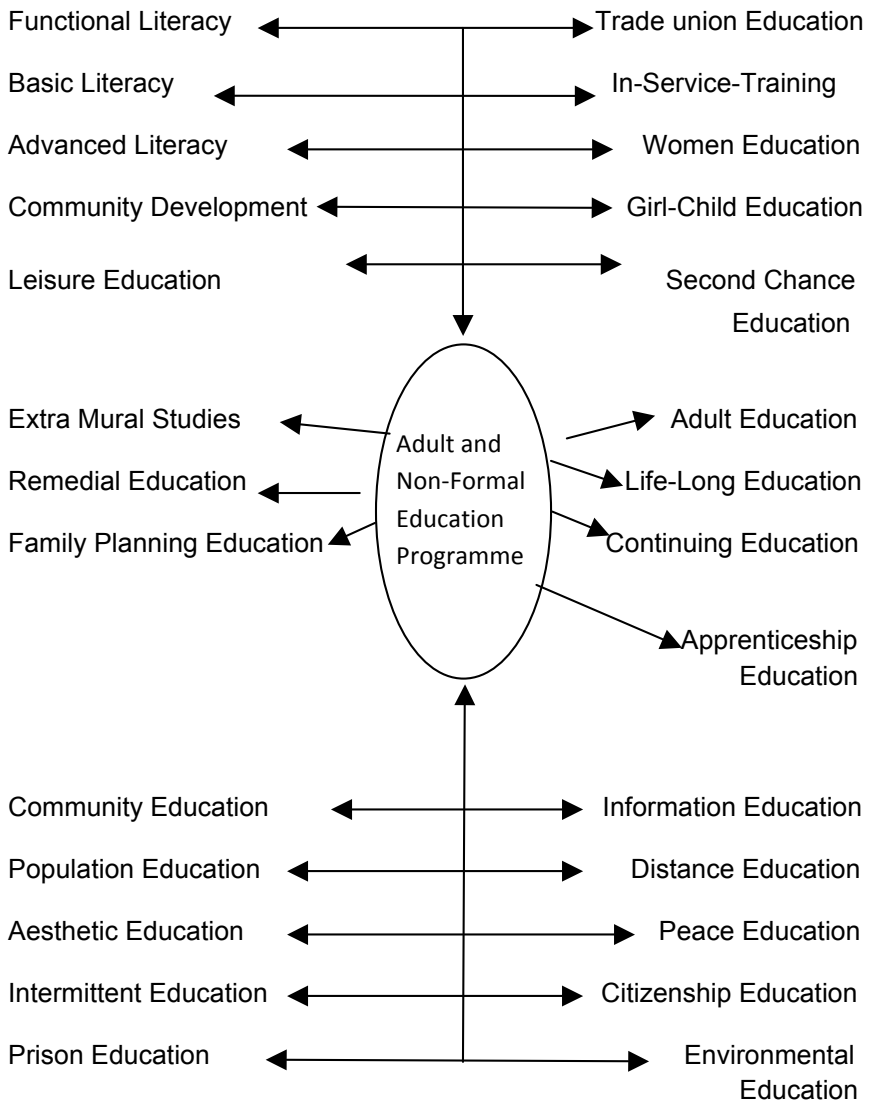 Functional Literacy Trade union Education
Basic Literacy In-Service-Training
Advanced Literacy Women Education
Community Development Girl-Child Education
Leisure Education Second Chance
Education
Extra Mural Studies Adult Education
Adult and
Remedial Education Non-Formal Life-Long Education
Education
Family Planning Education Continuing Education
Programme
Apprenticeship
Education
Community Education Information Education
Population Education Distance Education
Aesthetic Education Peace Education
Intermittent Education Citizenship Education
Prison Education Environmental
Education